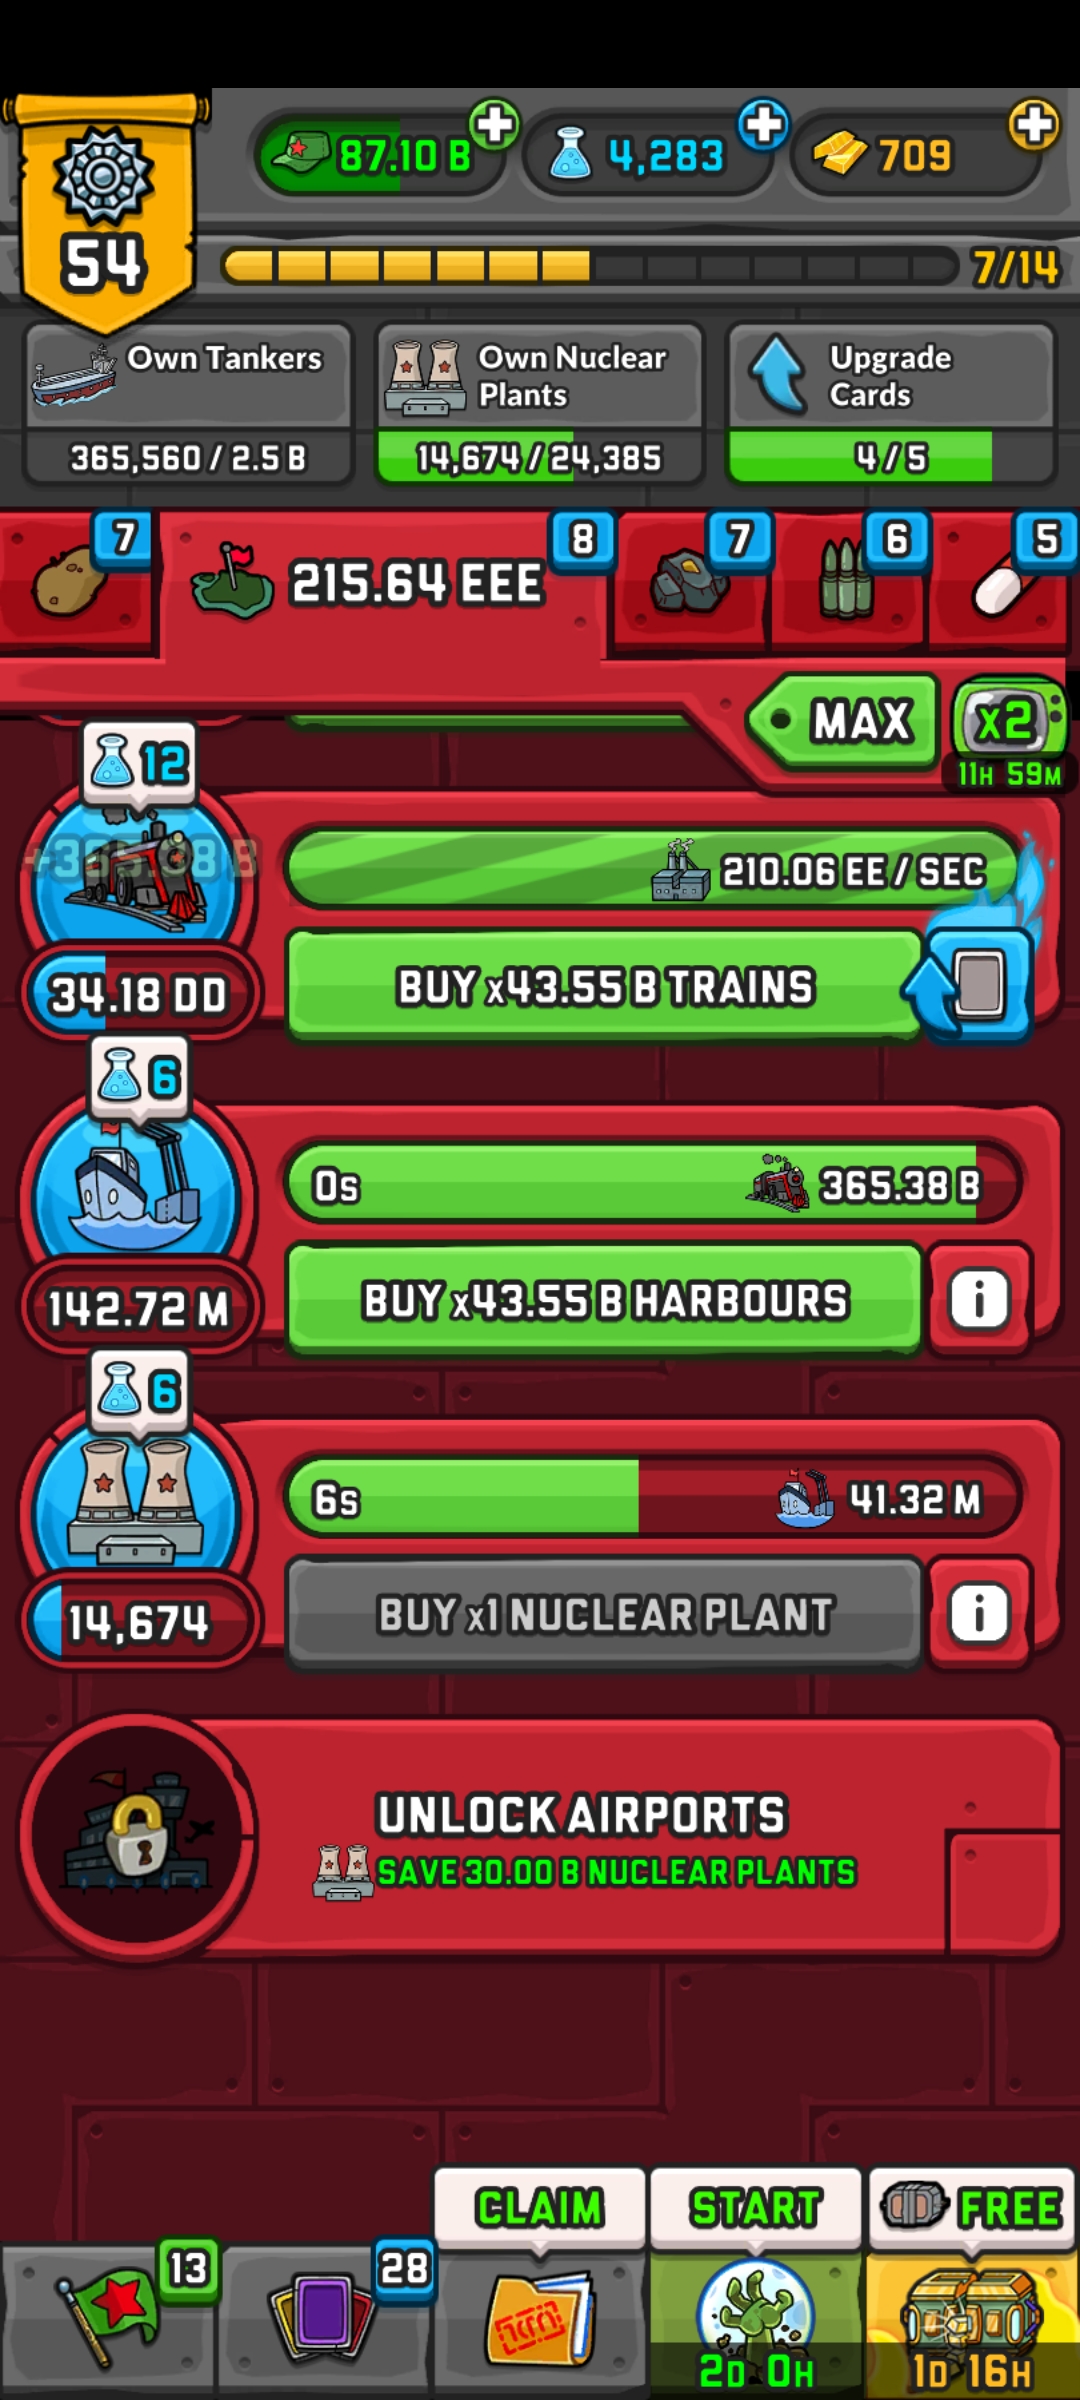 87.10 B
4,283
709
54
7/14
Own Tankers
365,560 / 2.5 B
Own Nuclear
Plants
14,674 / 24,385
Upgrade
Cards
4 / 5
7
215.64 EEE
8
7
6
5
MAX
x2
11H 59M
12
+365.38 B
210.06 EE / SEC
34.18 DD
BUY x43.55 B TRAINS
6
0s
365.38 B
142.72 M
BUY x43.55 B HARBOURS
i
6
6s
41.32 M
14,674
BUY x1 NUCLEAR PLANT
i
UNLOCK AIRPORTS
SAVE 30.00 B NUCLEAR PLANTS
CLAIM
START
FREE
13
28
2D 0H
1D 16H